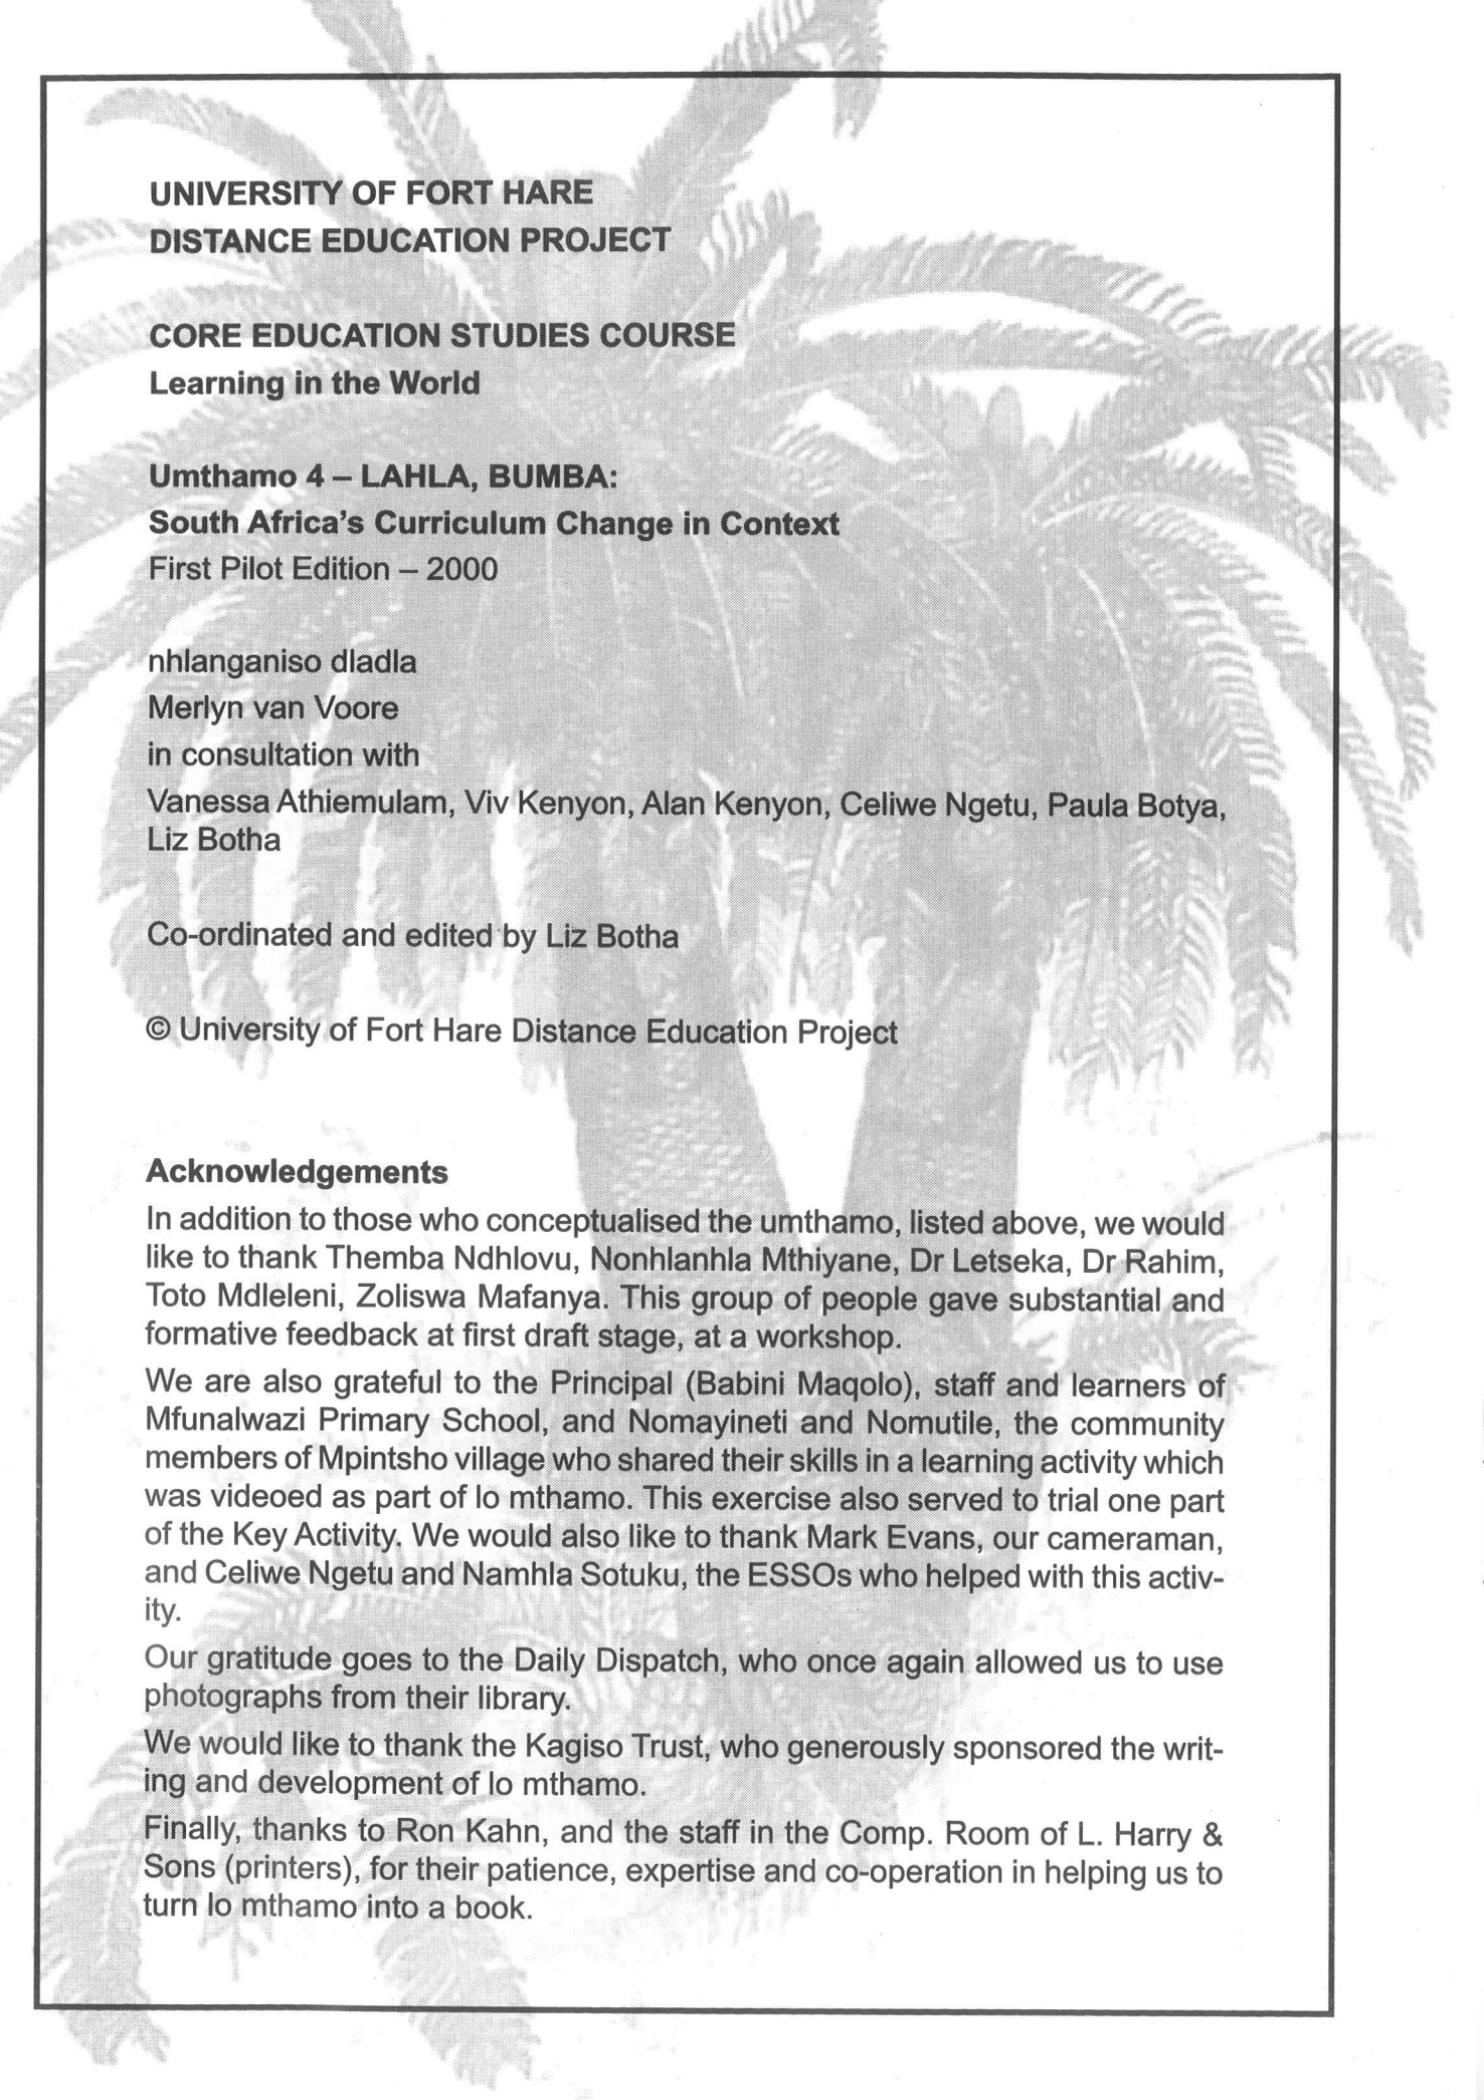 UNIVERSITY OF FORT HARE
DISTANCE EDUCATION PROJECT
CORE EDUCATION STUDIES COURSE
Learning in the World
Umthamo 4 – LAHLA, BUMBA:
South Africa's Curriculum Change in Context
First Pilot Edition – 2000
nhlanganiso dladla
Merlyn van Voore
in consultation with
Vanessa Athiemulam, Viv Kenyon, Alan Kenyon, Celiwe Ngetu, Paula Botya,
Liz Botha
Co-ordinated and edited by Liz Botha
© University of Fort Hare Distance Education Project
Acknowledgements
In addition to those who conceptualised the umthamo, listed above, we would
like to thank Themba Ndhlovu, Nonhlanhla Mthiyane, Dr Letseka, Dr Rahim,
Toto Mdleleni, Zoliswa Mafanya. This group of people gave substantial and
formative feedback at first draft stage, at a workshop.
We are also grateful to the Principal (Babini Maqolo), staff and learners of
Mfunalwazi Primary School, and Nomayineti and Nomutile, the community
members of Mpintsho village who shared their skills in a learning activity which
was videoed as part of lo mthamo. This exercise also served to trial one part
of the Key Activity. We would also like to thank Mark Evans, our cameraman,
and Celiwe Ngetu and Namhla Sotuku, the ESSOs who helped with this activ-
ity.
Our gratitude goes to the Daily Dispatch, who once again allowed us to use
photographs from their library.
We would like to thank the Kagiso Trust, who generously sponsored the writ-
ing and development of lo mthamo.
Finally, thanks to Ron Kahn, and the staff in the Comp. Room of L. Harry &
Sons (printers), for their patience, expertise and co-operation in helping us to
turn lo mthamo into a book.